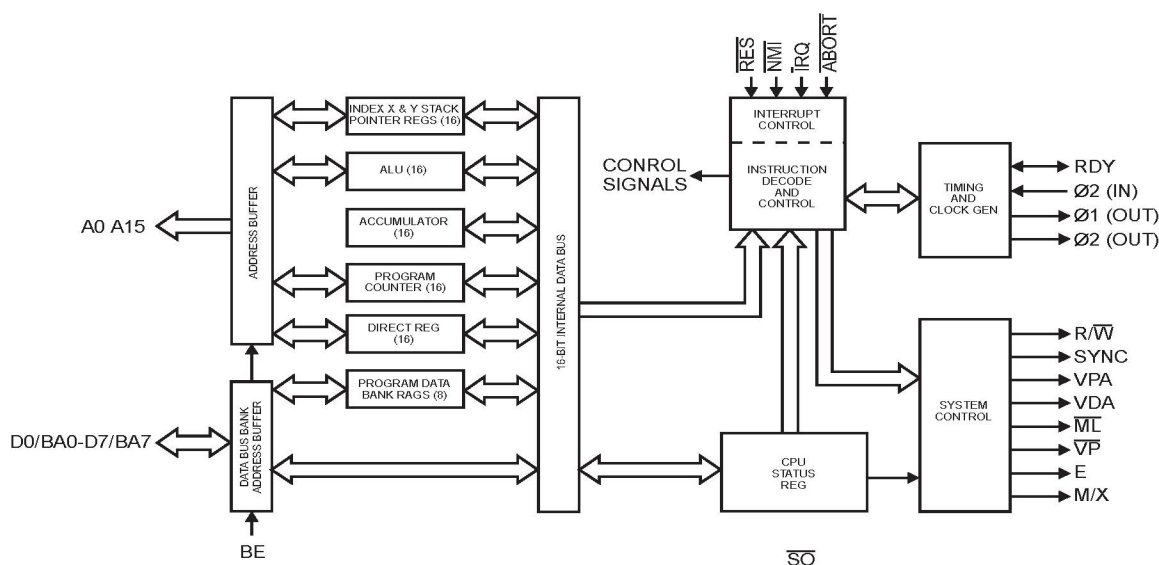 RES
NMI
IRQ
ABORT
INDEX X & Y STACK
POINTER REGS (16)
ALU (16)
ACCUMULATOR
(16)
PROGRAM
COUNTER (16)
DIRECT REG
(16)
PROGRAM DATA
BANK RAGS (8)
A0 A15
ADDRESS BUFFER
D0/BA0-D7/BA7
DATA BUS BANK
ADDRESS BUFFER
BE
16-BIT INTERNAL DATA BUS
CONROL
SIGNALS
INTERRUPT
CONTROL
INSTRUCTION
DECODE
AND
CONTROL
TIMING
AND
CLOCK GEN
RDY
Ø2 (IN)
Ø1 (OUT)
Ø2 (OUT)
CPU
STATUS
REG
SYSTEM
CONTROL
R/W
SYNC
VPA
VDA
ML
VP
E
M/X
SO